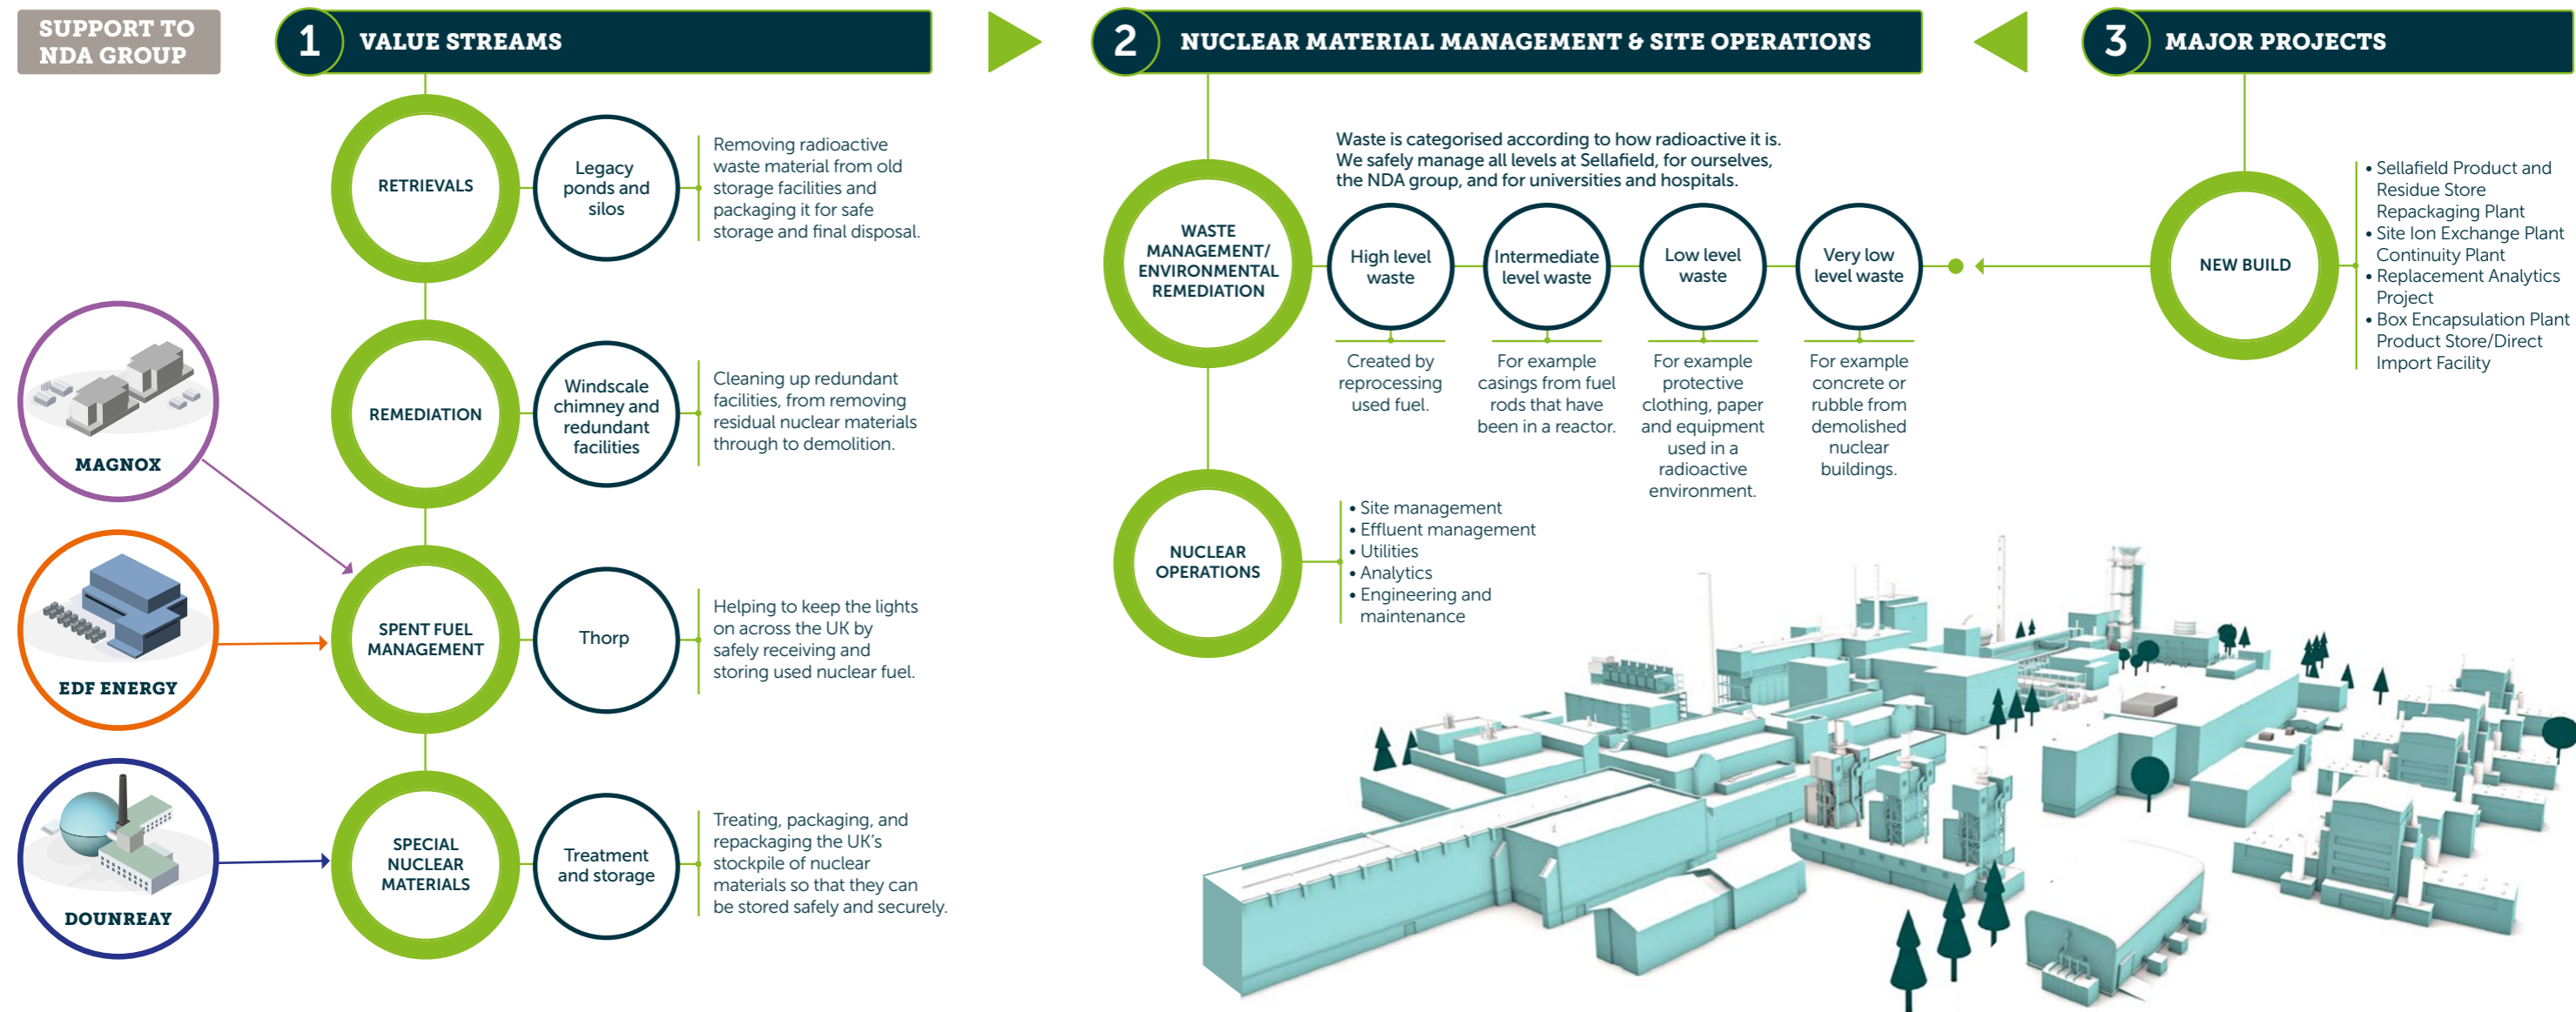 SUPPORT TO
NDA GROUP
MAGNOX
EDF ENERGY
DOUNREAY
1 VALUE STREAMS
RETRIEVALS
Legacy
ponds and
silos
Removing radioactive
waste material from old
storage facilities and
packaging it for safe
storage and final disposal.
REMEDIATION
Windscale
chimney and
redundant
facilities
Cleaning up redundant
facilities, from removing
residual nuclear materials
through to demolition.
SPENT FUEL
MANAGEMENT
Thorp
Helping to keep the lights
on across the UK by
safely receiving and
storing used nuclear fuel.
SPECIAL
NUCLEAR
MATERIALS
Treatment
and storage
Treating, packaging, and
repackaging the UK's
stockpile of nuclear
materials so that they can
be stored safely and securely.
2 NUCLEAR MATERIAL MANAGEMENT & SITE OPERATIONS
WASTE
MANAGEMENT/
ENVIRONMENTAL
REMEDIATION
Waste is categorised according to how radioactive it is.
We safely manage all levels at Sellafield, for ourselves,
the NDA group, and for universities and hospitals.
High level
waste
Created by
reprocessing
used fuel.
Intermediate
level waste
For example
casings from fuel
rods that have
been in a reactor.
Low level
waste
For example
protective
clothing, paper
and equipment
used in a
radioactive
environment.
Very low
level waste
For example
concrete or
rubble from
demolished
nuclear
buildings.
NUCLEAR
OPERATIONS
• Site management
• Effluent management
• Utilities
• Analytics
• Engineering and
maintenance
3 MAJOR PROJECTS
NEW BUILD
• Sellafield Product and
Residue Store
Repackaging Plant
• Site Ion Exchange Plant
Continuity Plant
• Replacement Analytics
Project
• Box Encapsulation Plant
Product Store/Direct
Import Facility